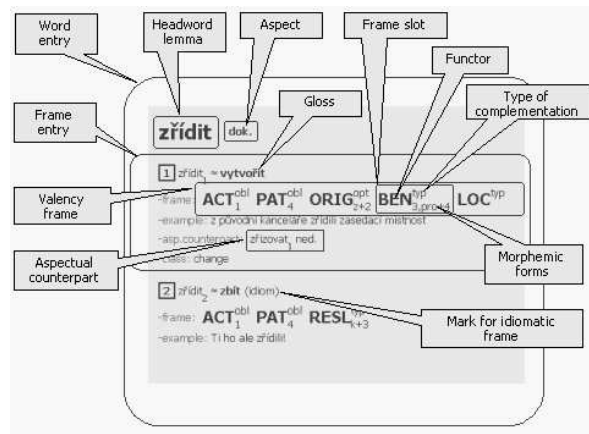 Word entry
Headword lemma
Aspect
Frame slot
Functor
Frame entry
Gloss
Type of complementation
zřídit dok.
1 zřídit1 ≈ vytvořit
Valency frame
-frame: ACT1obl PAT4obl ORIGz+2opt BEN3,pro+4typ LOCtyp
-example: z původní kanceláře zřídili zasedací místnost
-asp.counterpart: zřizovat1 ned.
Aspectual counterpart
-class: change
Morphemic forms
2 zřídit2 ≈ zbít (idiom)
-frame: ACT1obl PAT4obl RESLk+3typ
Mark for idiomatic frame
-example: Ti ho ale zřídili!